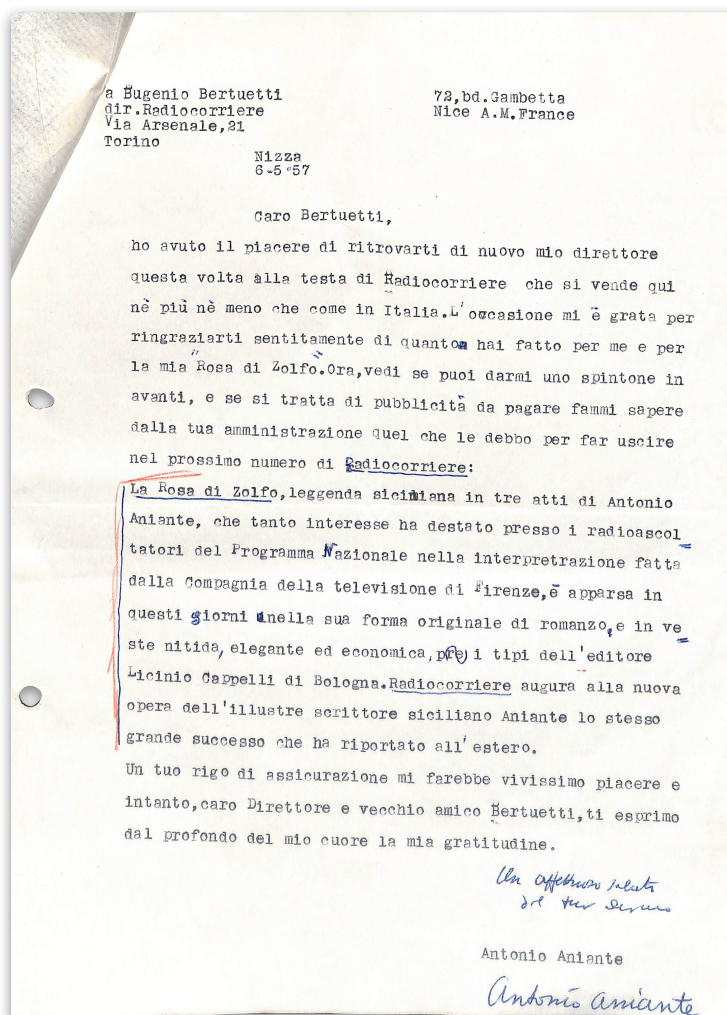 a Eugenio Bertuetti
dir.Radiocorriere
Via Arsenale,21
Torino
72,bd.Gambetta
Nice A.M.France
Nizza
6-5-57
Caro Bertuetti,
ho avuto il piacere di ritrovarti di nuovo mio direttore
questa volta alla testa di Radiocorriere che si vende qui
nè più nè meno che come in Italia.L'occasione mi è grata per
ringraziarti sentitamente di quanto hai fatto per me e per
la mia "Rosa di Zolfo".Ora,vedi se puoi darmi uno spintone in
avanti, e se si tratta di pubblicità da pagare fammi sapere
dalla tua amministrazione quel che le debbo per far uscire
nel prossimo numero di Radiocorriere:
La Rosa di Zolfo,leggenda siciliana in tre atti di Antonio
Aniante, che tanto interesse ha destato presso i radioascol=
tatori del Programma Nazionale nella interpretrazione fatta
dalla Compagnia della televisione di Firenze,è apparsa in
questi giorni nella sua forma originale di romanzo,e in ve=
ste nitida, elegante ed economica, per i tipi dell'editore
Licinio Cappelli di Bologna.Radiocorriere augura alla nuova
opera dell'illustre scrittore siciliano Aniante lo stesso
grande successo che ha riportato all'estero.
Un tuo rigo di assicurazione mi farebbe vivissimo piacere e
intanto,caro Direttore e vecchio amico Bertuetti,ti esprimo
dal profondo del mio cuore la mia gratitudine.
Un affettuoso saluto
del tuo
Antonio Aniante
Antonio Aniante